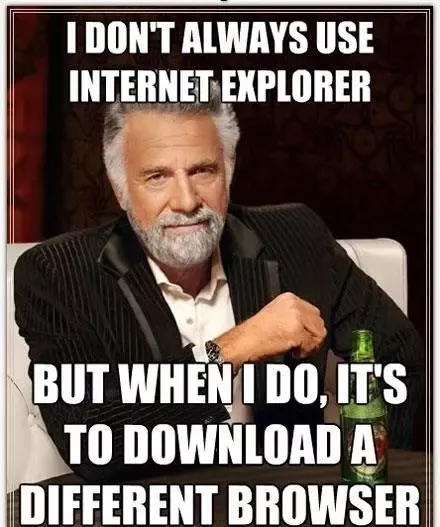 I DON'T ALWAYS USE
INTERNET EXPLORER
BUT WHEN I DO, IT'S
TO DOWNLOAD A
DIFFERENT BROWSER